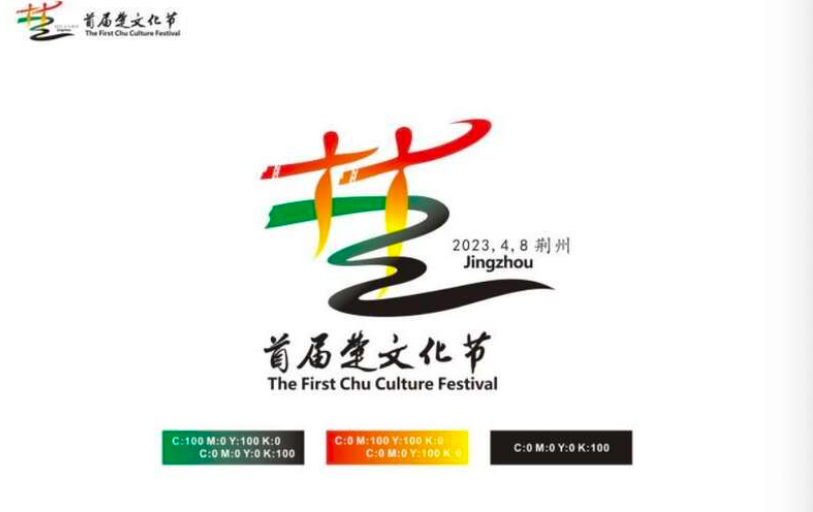 首届楚文化节
The First Chu Culture Festival
2023,4,8 荆州
Jingzhou
首届楚文化节
The First Chu Culture Festival
C:100 M:0 Y:100 K:0
C:0 M:0 Y:0 K:100
C:0 M:100 Y:100 K:0
C:0 M:0 Y:100 K:0
C:0 M:0 Y:0 K:100